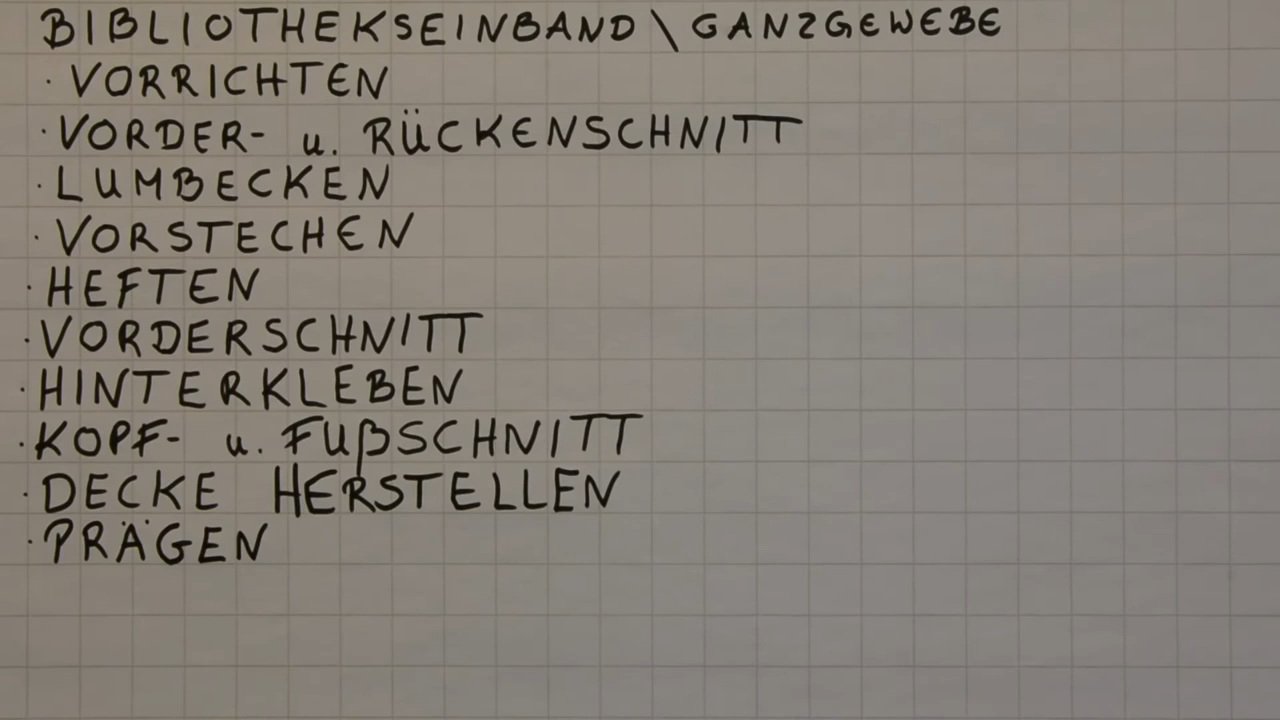 BIBLIOTHEKSEINBAND \ GANZGEWEBE
· VORRICHTEN
· VORDER- u. RÜCKENSCHNITT
· LUMBECKEN
· VORSTECHEN
· HEFTEN
· VORDERSCHNITT
· HINTERKLEBEN
· KOPF- u. FUßSCHNITT
· DECKE HERSTELLEN
· PRÄGEN